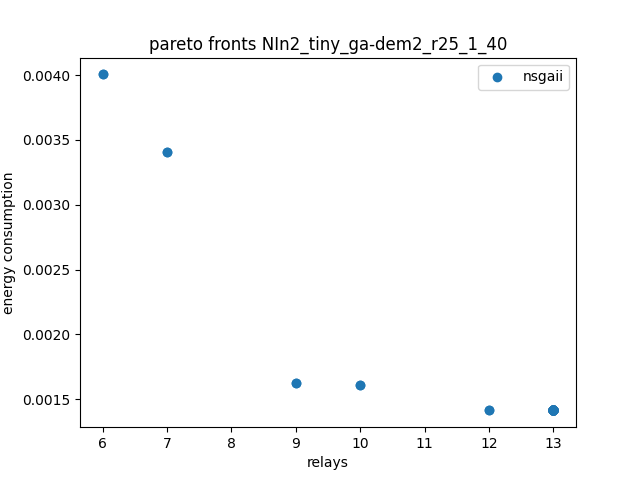 pareto fronts NIn2_tiny_ga-dem2_r25_1_40
nsgaii
0.0040
0.0035
0.0030
0.0025
0.0020
0.0015
energy consumption
6 7 8 9 10 11 12 13
relays